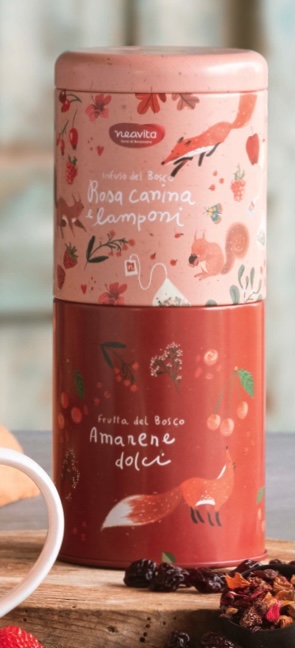 neavita
Infuso del Bosco
Rosa canina
e lamponi
Frutta del Bosco
Amarene
dolci